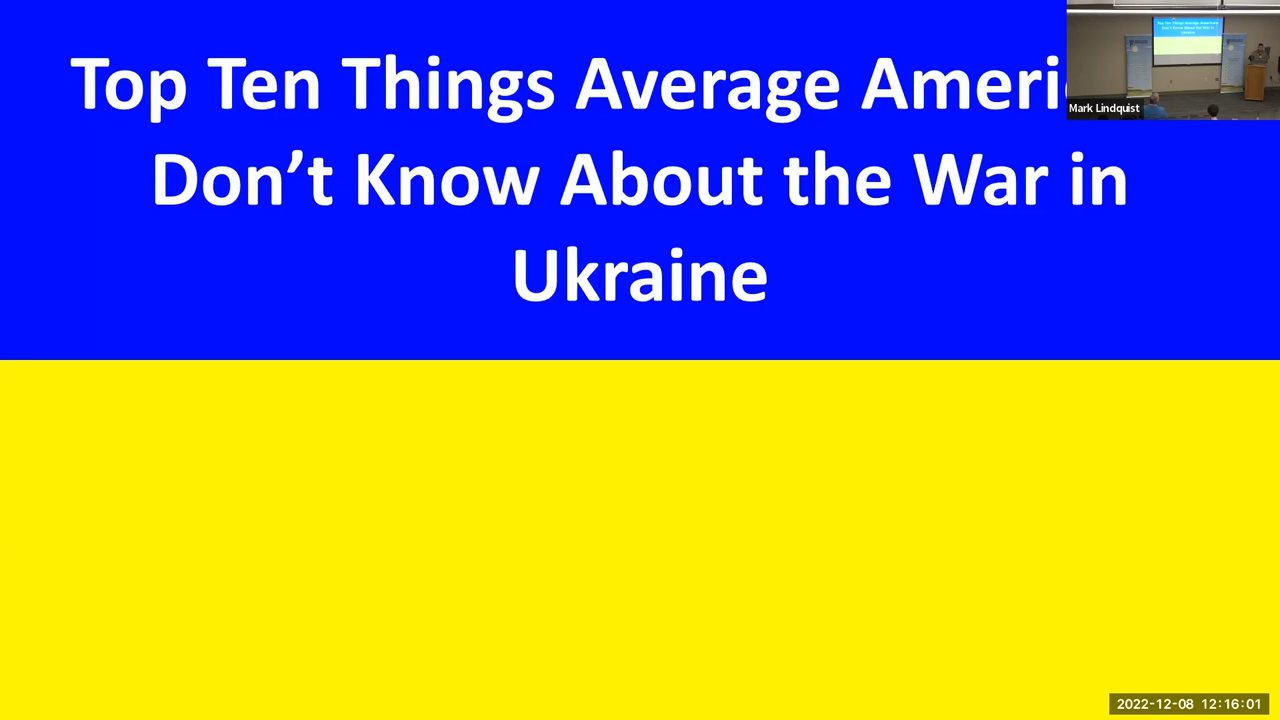 Top Ten Things Average Ameri
Don’t Know About the War in
Ukraine
Mark Lindquist
2022-12-08 12:16:01